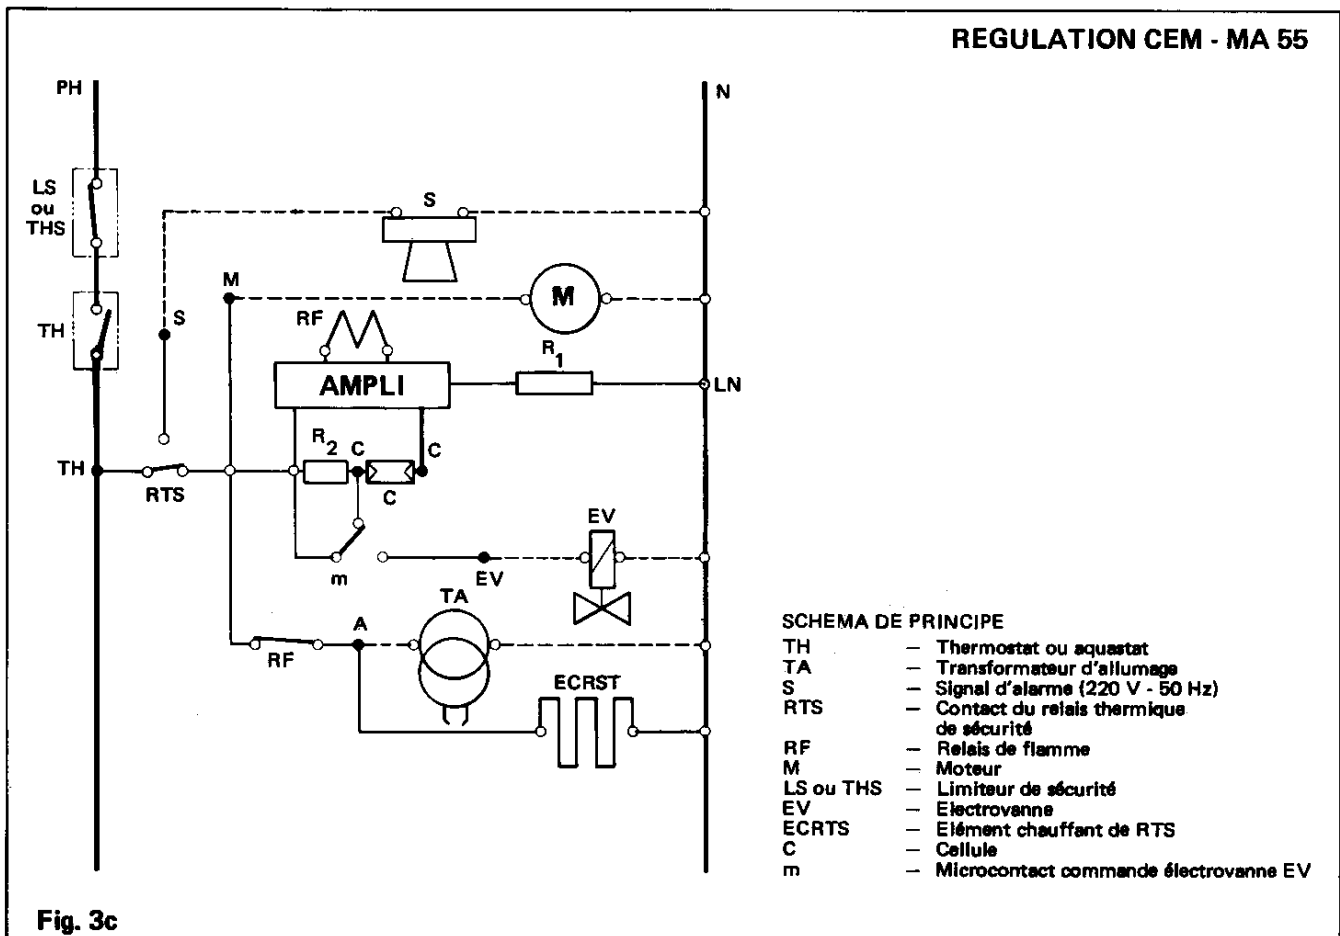 REGULATION CEM - MA 55
PH
N
LS
ou
THS
S
M
M
TH
S
RF
R1
AMPLI
LN
R2
C
C
TH
RTS
C
EV
m
EV
TA
A
RF
ECRST
SCHEMA DE PRINCIPE
TH – Thermostat ou aquastat
TA – Transformateur d'allumage
S – Signal d'alarme (220 V - 50 Hz)
RTS – Contact du relais thermique
de sécurité
RF – Relais de flamme
M – Moteur
LS ou THS – Limiteur de sécurité
EV – Electrovanne
ECRTS – Elément chauffant de RTS
C – Cellule
m – Microcontact commande électrovanne EV
Fig. 3c